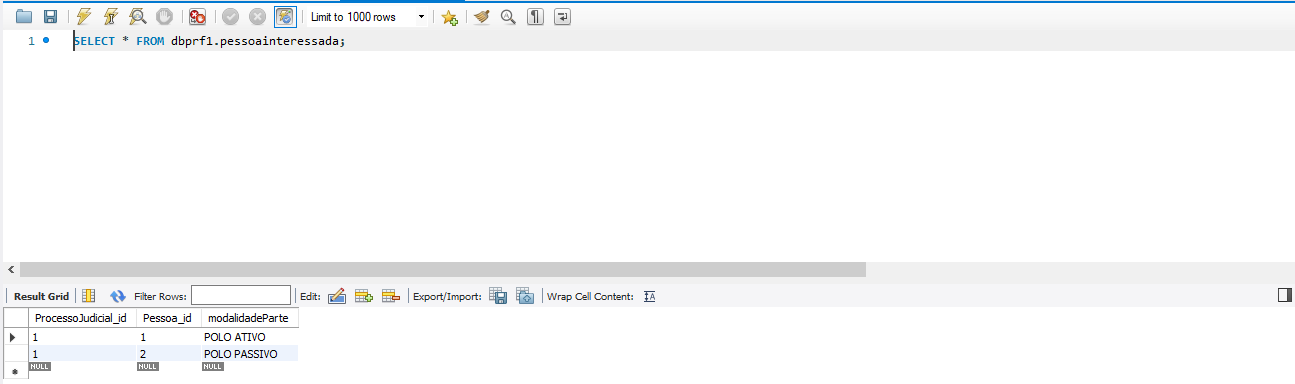 Limit to 1000 rows
1 SELECT * FROM dbprf1.pessoainteressada;
Result Grid Filter Rows: Edit: Export/Import: Wrap Cell Content: IA
ProcessoJudicial_id Pessoa_id modalidadeParte
1 1 POLO ATIVO
1 2 POLO PASSIVO
NULL NULL NULL